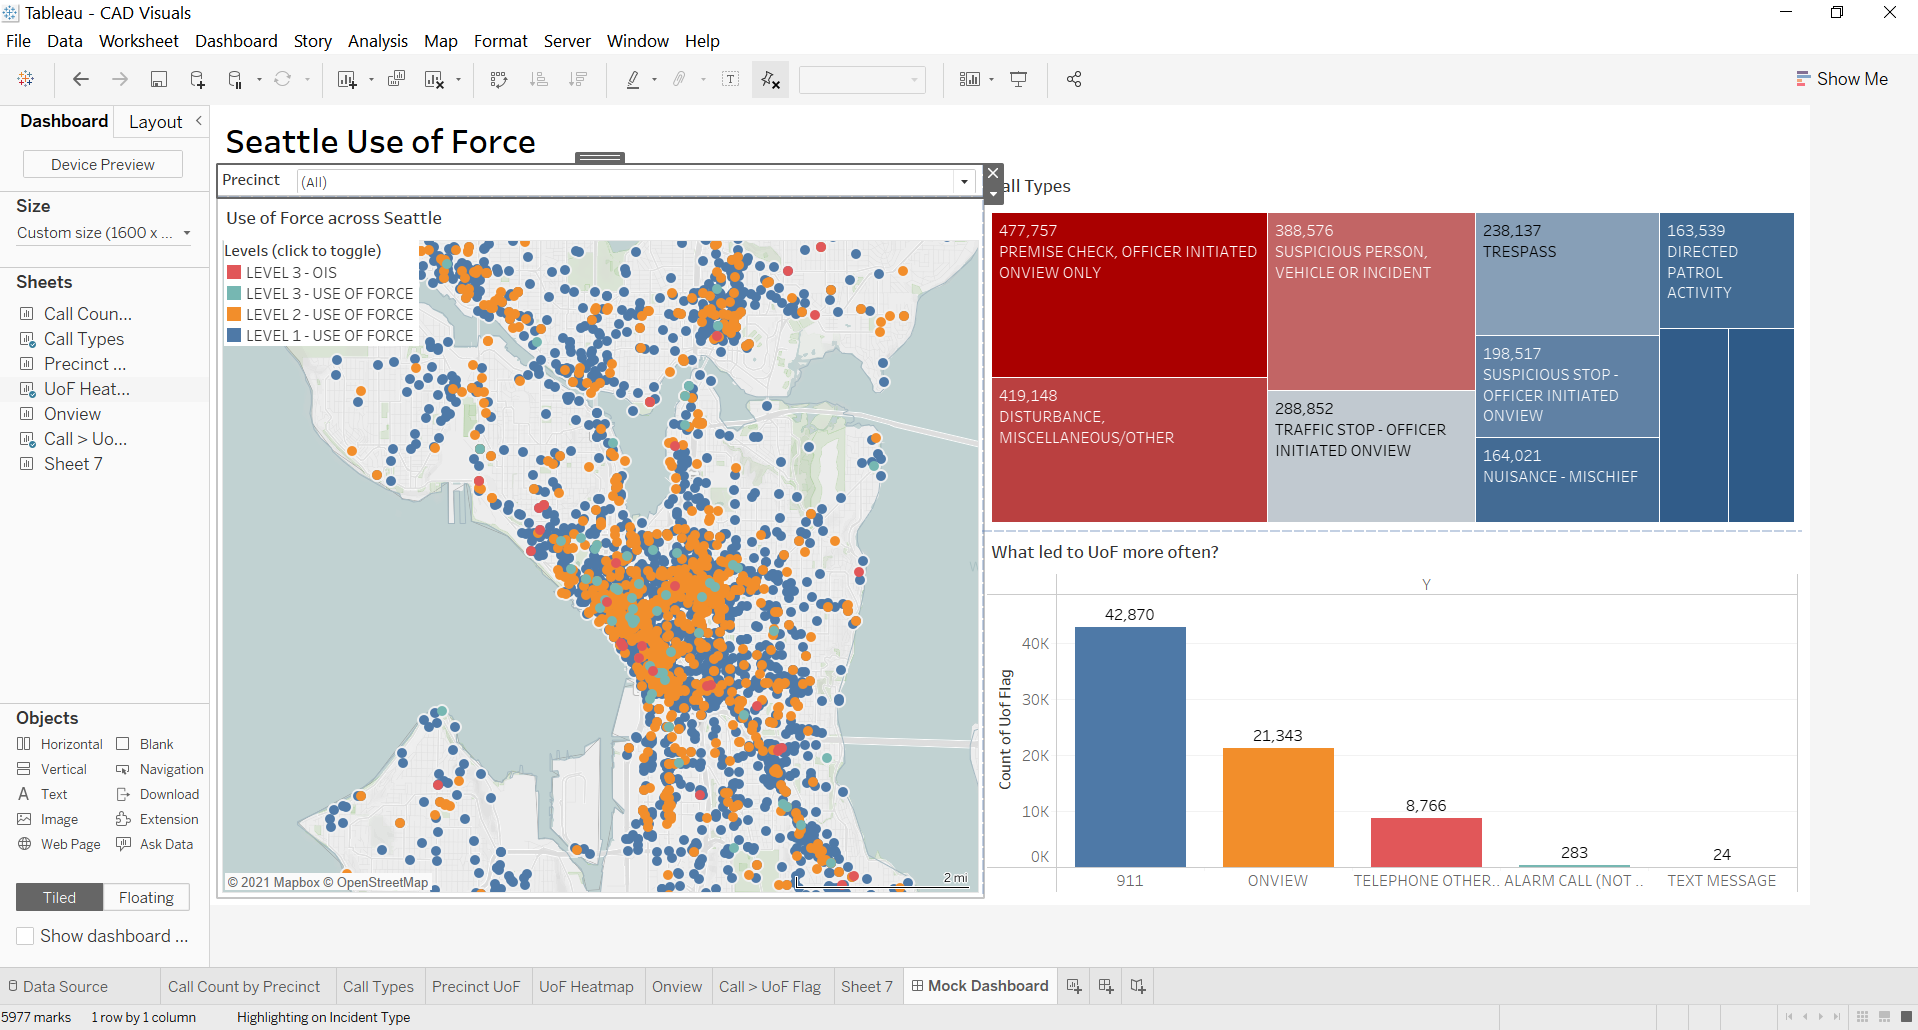 Tableau - CAD Visuals
File Data Worksheet Dashboard Story Analysis Map Format Server Window Help
Show Me
Dashboard Layout
Device Preview
Size
Custom size (1600 x ...
Sheets
Call Coun...
Call Types
Precinct ...
UoF Heat...
Onview
Call > Uo...
Sheet 7
Objects
Horizontal Blank
Vertical Navigation
Text Download
Image Extension
Web Page Ask Data
Tiled Floating
Show dashboard ...
Seattle Use of Force
Precinct (All)
Use of Force across Seattle
Levels (click to toggle)
LEVEL 3 - OIS
LEVEL 3 - USE OF FORCE
LEVEL 2 - USE OF FORCE
LEVEL 1 - USE OF FORCE
© 2021 Mapbox © OpenStreetMap
2 mi
all Types
477,757
PREMISE CHECK, OFFICER INITIATED
ONVIEW ONLY
419,148
DISTURBANCE,
MISCELLANEOUS/OTHER
388,576
SUSPICIOUS PERSON,
VEHICLE OR INCIDENT
288,852
TRAFFIC STOP - OFFICER
INITIATED ONVIEW
238,137
TRESPASS
198,517
SUSPICIOUS STOP -
OFFICER INITIATED
ONVIEW
164,021
NUISANCE - MISCHIEF
163,539
DIRECTED
PATROL
ACTIVITY
What led to UoF more often?
Y
Count of Uof Flag
40K
30K
20K
10K
0K
42,870
21,343
8,766
283
24
911 ONVIEW TELEPHONE OTHER.. ALARM CALL (NOT .. TEXT MESSAGE
Data Source Call Count by Precinct Call Types Precinct UoF UoF Heatmap Onview Call > UoF Flag Sheet 7 Mock Dashboard
5977 marks 1 row by 1 column Highlighting on Incident Type